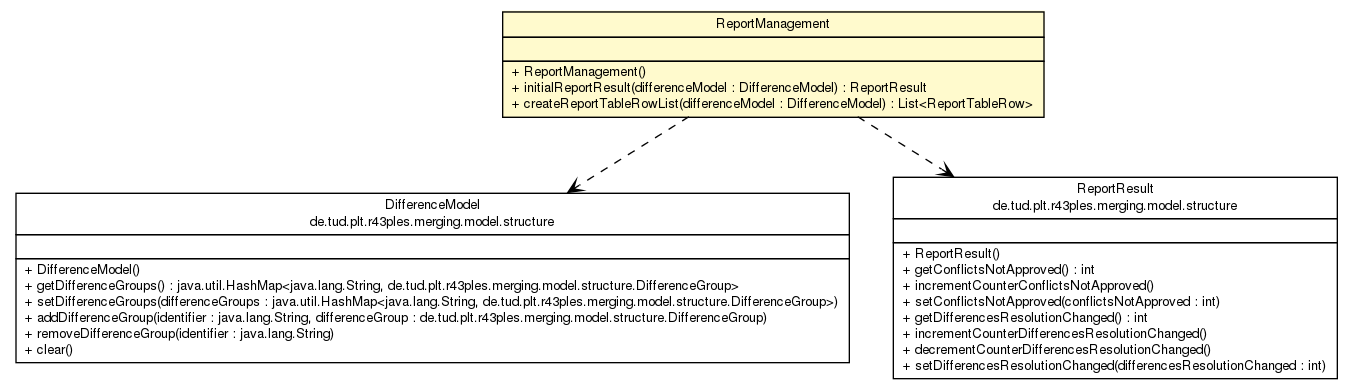 ReportManagement
+ ReportManagement()
+ initialReportResult(differenceModel : DifferenceModel) : ReportResult
+ createReportTableRowList(differenceModel : DifferenceModel) : List<ReportTableRow>
DifferenceModel
de.tud.plt.r43ples.merging.model.structure
+ DifferenceModel()
+ getDifferenceGroups() : java.util.HashMap<java.lang.String, de.tud.plt.r43ples.merging.model.structure.DifferenceGroup>
+ setDifferenceGroups(differenceGroups : java.util.HashMap<java.lang.String, de.tud.plt.r43ples.merging.model.structure.DifferenceGroup>)
+ addDifferenceGroup(identifier : java.lang.String, differenceGroup : de.tud.plt.r43ples.merging.model.structure.DifferenceGroup)
+ removeDifferenceGroup(identifier : java.lang.String)
+ clear()
ReportResult
de.tud.plt.r43ples.merging.model.structure
+ ReportResult()
+ getConflictsNotApproved() : int
+ incrementCounterConflictsNotApproved()
+ setConflictsNotApproved(conflictsNotApproved : int)
+ getDifferencesResolutionChanged() : int
+ incrementCounterDifferencesResolutionChanged()
+ decrementCounterDifferencesResolutionChanged()
+ setDifferencesResolutionChanged(differencesResolutionChanged : int)